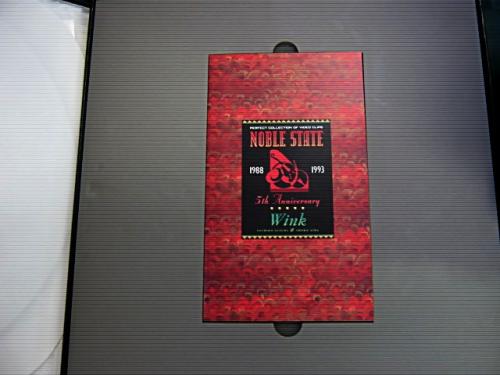 PERFECT COLLECTION OF VIDEO CLIPS
NOBLE STATE
1988 1993
5th Anniversary
Wink